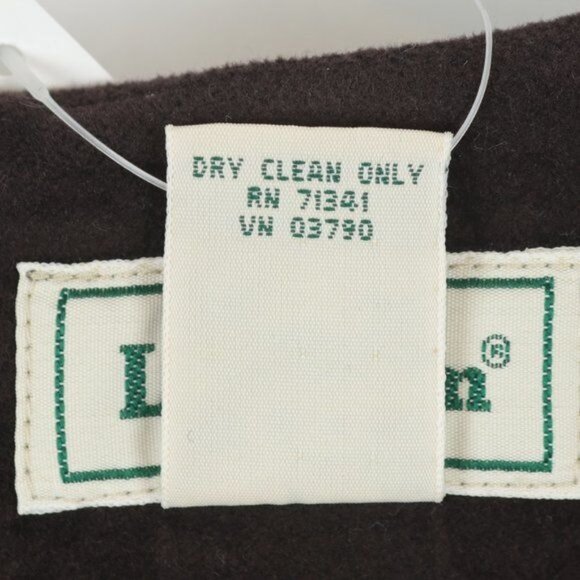 DRY CLEAN ONLY
RN 71341
VN 03790
L n®